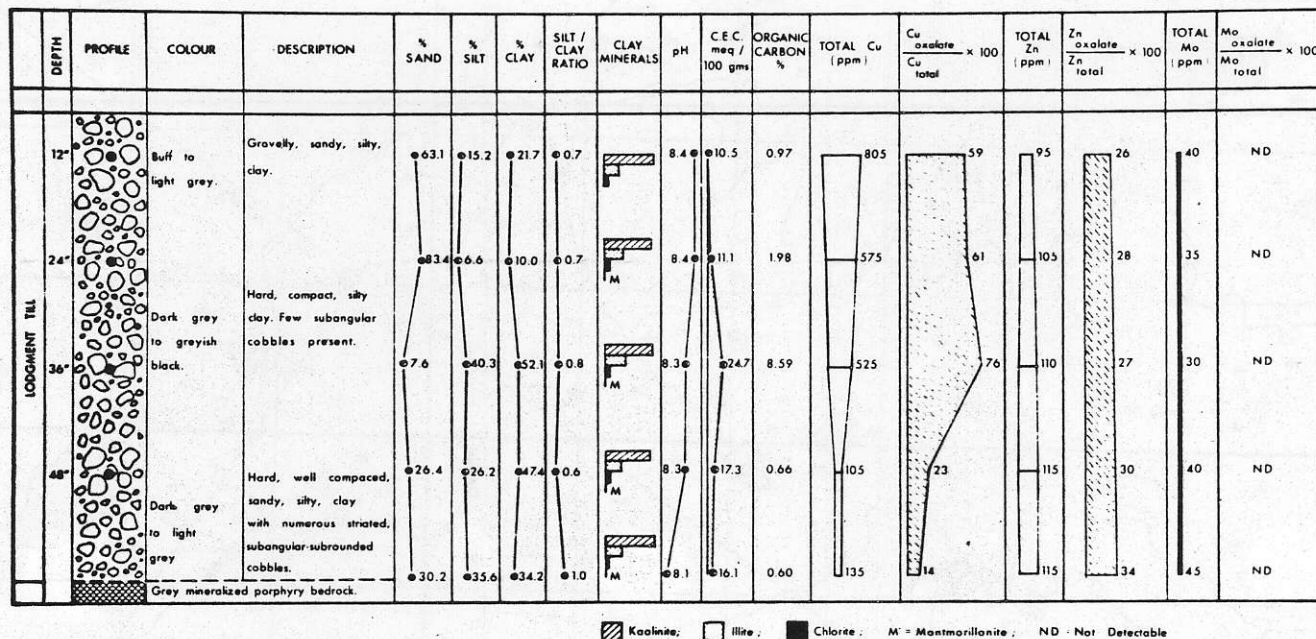 DEPTH PROFILE COLOUR DESCRIPTION % SAND % SILT % CLAY SILT / CLAY RATIO CLAY MINERALS pH C.E.C. meq / 100 gms ORGANIC CARBON % TOTAL Cu (ppm) Cu oxalate / Cu total × 100 TOTAL Zn (ppm) Zn oxalate / Zn total × 100 TOTAL Mo (ppm) Mo oxalate / Mo total × 100
LODGMENT TILL
Gravelly, sandy, silty,
12" Buff to 63.1 15.2 21.7 0.7 8.4 10.5 0.97 805 59 95 26 40 ND
light grey. clay.
24" 83.4 6.6 10.0 0.7 M 8.4 11.1 1.98 575 61 105 28 35 ND
Hard, compact, silty
Dark grey clay. Few subangular
to greyish cobbles present.
36" black. 7.6 40.3 52.1 0.8 M 8.3 24.7 8.59 525 76 110 27 30 ND
48" 26.4 26.2 47.4 0.6 M 8.3 17.3 0.66 105 23 115 30 40 ND
Hard, well compaced,
sandy, silty, clay
Dark grey with numerous striated,
to light subangular-subrounded
grey cobbles.
30.2 35.6 34.2 1.0 M 8.1 16.1 0.60 135 14 115 34 45 ND
Grey mineralized porphyry bedrock.
Kaolinite; Illite; Chlorite; M = Montmorillonite; ND Not Detectable